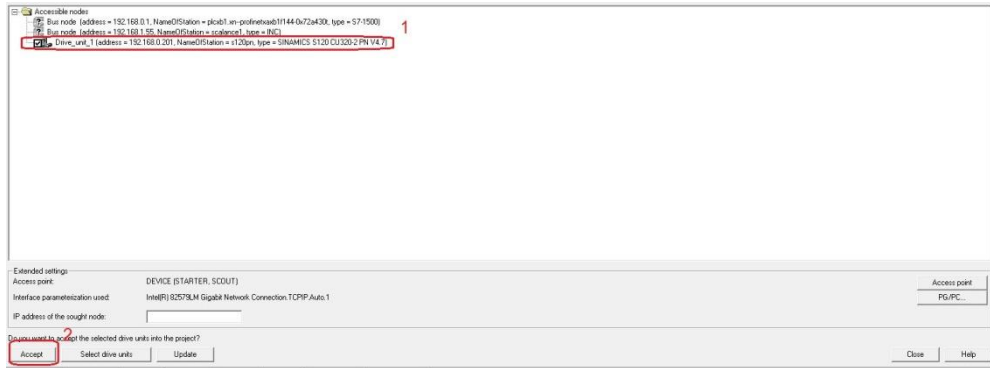 Accessible nodes
Bus node (address = 192.168.0.1, NameOfStation = plcxb1.xn--profinetxaxb1f144-0x72a430t, type = S7-1500)
Bus node (address = 192.168.1.55, NameOfStation = scalance1, type = INC)
1
Drive_unit_1 (address = 192.168.0.201, NameOfStation = s120pn, type = SINAMICS S120 CU320-2 PN V4.7)
Extended settings
Access point: DEVICE (STARTER, SCOUT) Access point
Interface parameterization used: Intel(R) 82579LM Gigabit Network Connection.TCPIP.Auto.1 PG/PC...
IP address of the sought node:
Do you want to accept the selected drive units into the project?
2
Accept Select drive units Update Close Help